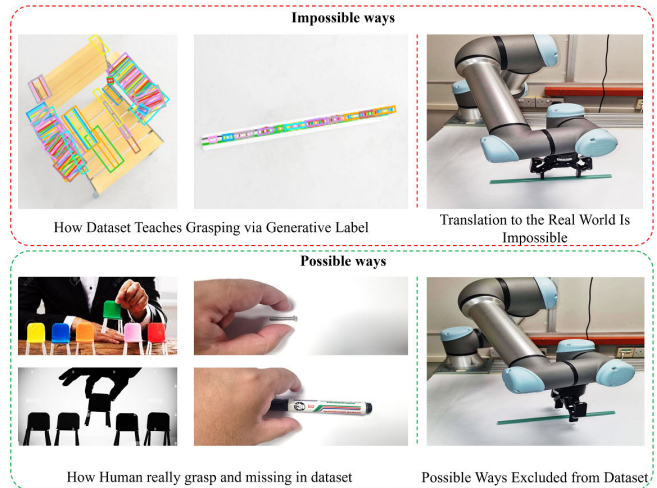 Impossible ways
How Dataset Teaches Grasping via Generative Label
Translation to the Real World Is
Impossible
Possible ways
How Human really grasp and missing in dataset
Possible Ways Excluded from Dataset